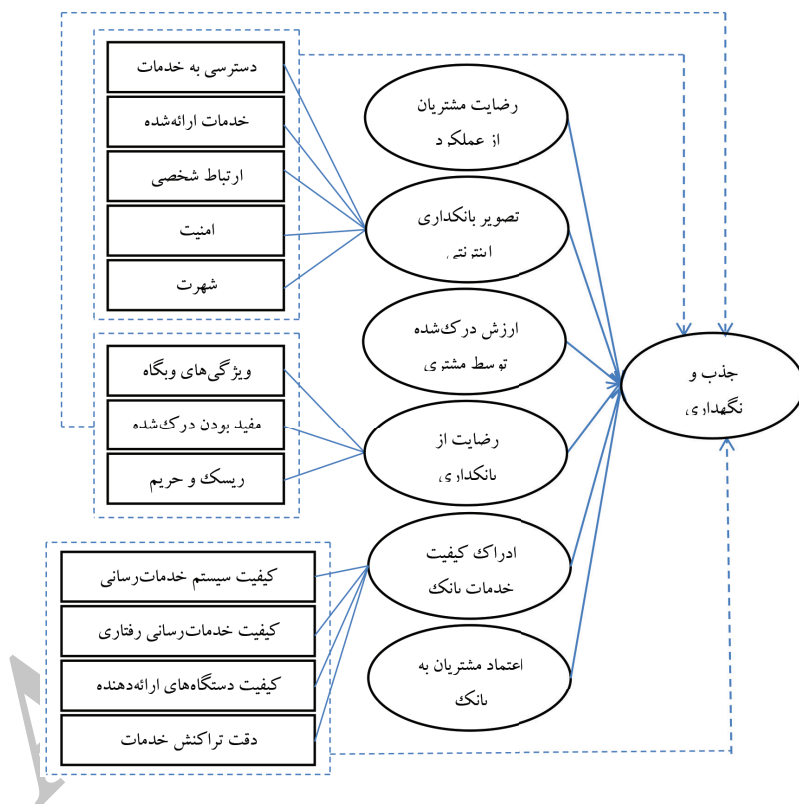 دسترسی به خدمات
خدمات ارائه‌شده
ارتباط شخصی
امنیت
شهرت
ویژگی‌های وبگاه
مفید بودن درک‌شده
ریسک و حریم
کیفیت سیستم خدمات‌رسانی
کیفیت خدمات‌رسانی رفتاری
کیفیت دستگاه‌های ارائه‌دهنده
دقت تراکنش خدمات
رضایت مشتریان
از عملکرد
تصویر بانکداری
اینترنتی
ارزش درک‌شده
توسط مشتری
رضایت از
بانکداری
ادراک کیفیت
خدمات بانک
اعتماد مشتریان به
بانک
جذب و
نگهداری